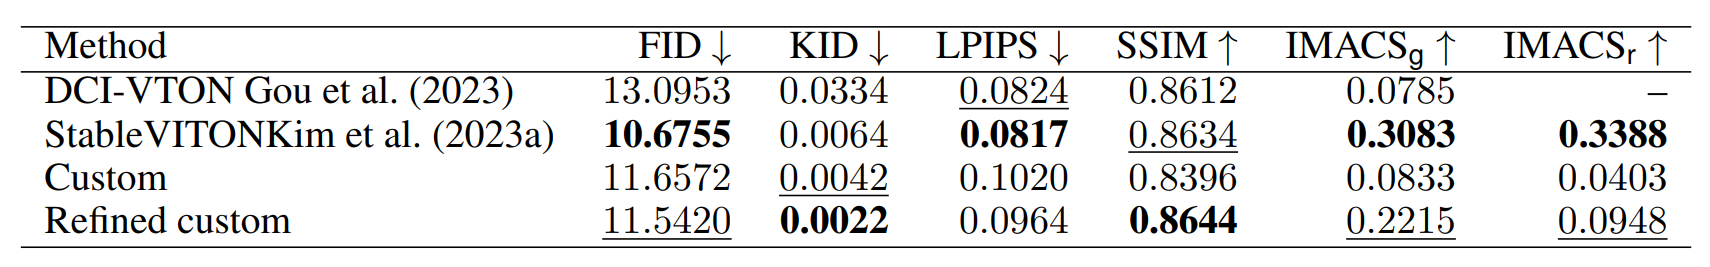 Method FID ↓ KID ↓ LPIPS ↓ SSIM ↑ IMACSg ↑ IMACSr ↑
DCI-VTON Gou et al. (2023) 13.0953 0.0334 0.0824 0.8612 0.0785 –
StableVITONKim et al. (2023a) 10.6755 0.0064 0.0817 0.8634 0.3083 0.3388
Custom 11.6572 0.0042 0.1020 0.8396 0.0833 0.0403
Refined custom 11.5420 0.0022 0.0964 0.8644 0.2215 0.0948